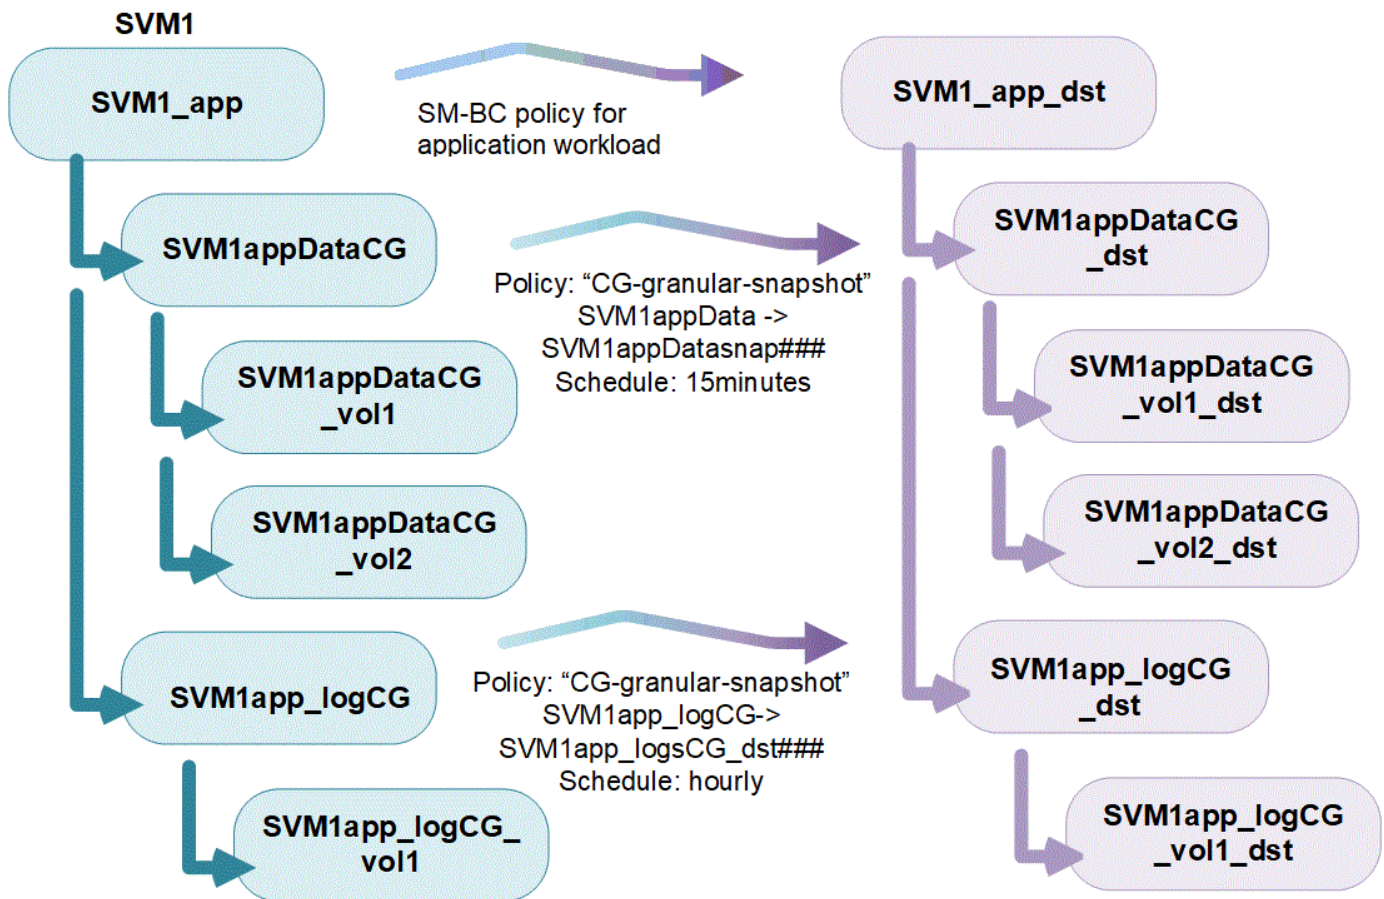 SVM1
SVM1_app
SM-BC policy for
application workload
SVM1_app_dst
SVM1appDataCG
Policy: “CG-granular-snapshot”
SVM1appData ->
SVM1appDatasnap###
Schedule: 15minutes
SVM1appDataCG
_dst
SVM1appDataCG
_vol1
SVM1appDataCG
_vol1_dst
SVM1appDataCG
_vol2
SVM1appDataCG
_vol2_dst
SVM1app_logCG
Policy: “CG-granular-snapshot”
SVM1app_logCG->
SVM1app_logsCG_dst###
Schedule: hourly
SVM1app_logCG
_dst
SVM1app_logCG_
vol1
SVM1app_logCG
_vol1_dst